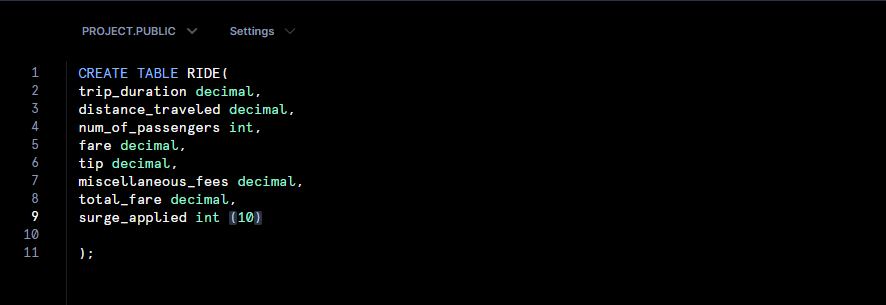 PROJECT.PUBLIC Settings
1 CREATE TABLE RIDE(
2 trip_duration decimal,
3 distance_traveled decimal,
4 num_of_passengers int,
5 fare decimal,
6 tip decimal,
7 miscellaneous_fees decimal,
8 total_fare decimal,
9 surge_applied int (10)
10
11 );